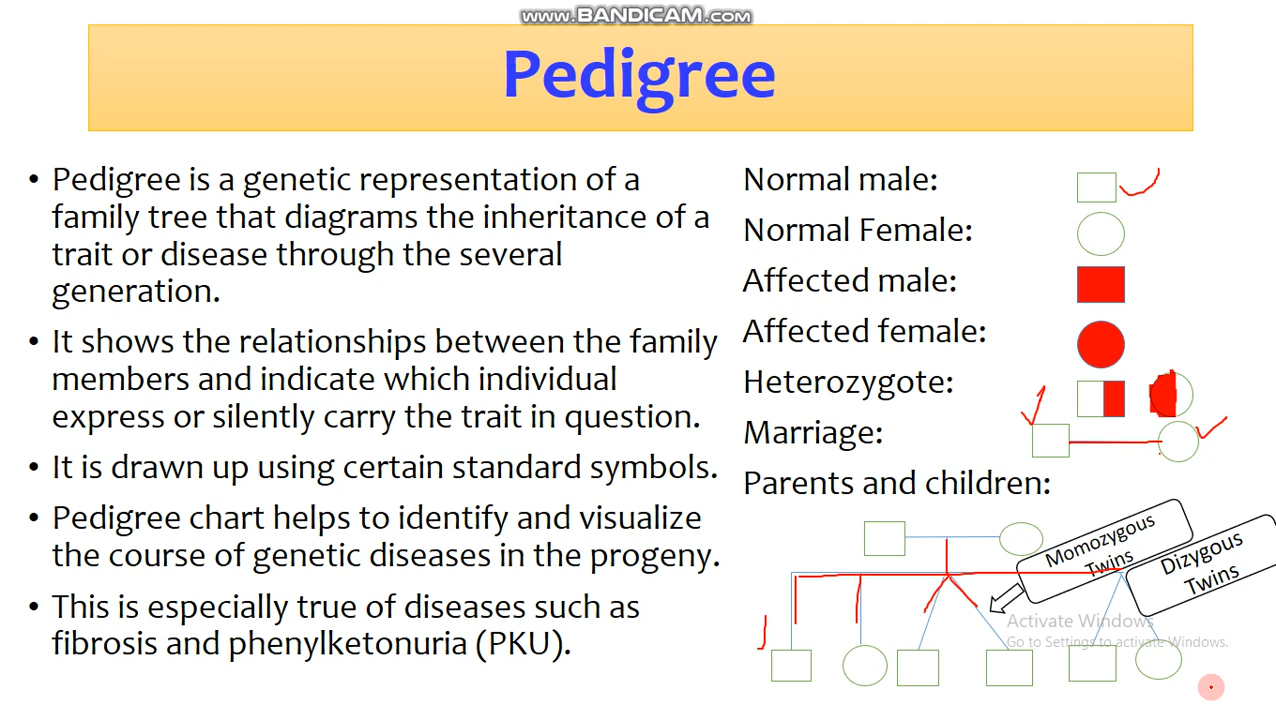 www.BANDICAM.com
Pedigree
• Pedigree is a genetic representation of a
family tree that diagrams the inheritance of a
trait or disease through the several
generation.
• It shows the relationships between the family
members and indicate which individual
express or silently carry the trait in question.
• It is drawn up using certain standard symbols.
• Pedigree chart helps to identify and visualize
the course of genetic diseases in the progeny.
• This is especially true of diseases such as
fibrosis and phenylketonuria (PKU).
Normal male:
Normal Female:
Affected male:
Affected female:
Heterozygote:
Marriage:
Parents and children:
Momozygous
Twins
Dizygous
Twins
Activate Windows
Go to Settings to activate Windows.